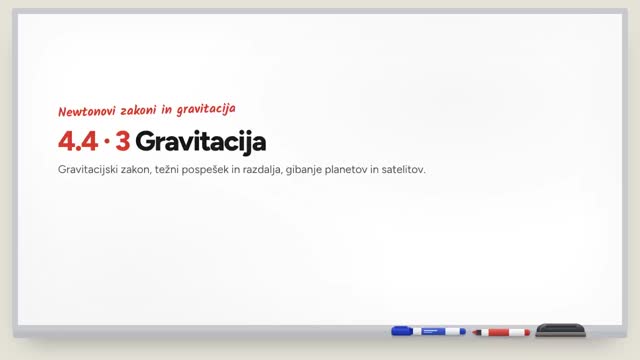 Newtonovi zakoni in gravitacija
4.4 · 3 Gravitacija
Gravitacijski zakon, težni pospešek in razdalja, gibanje planetov in satelitov.